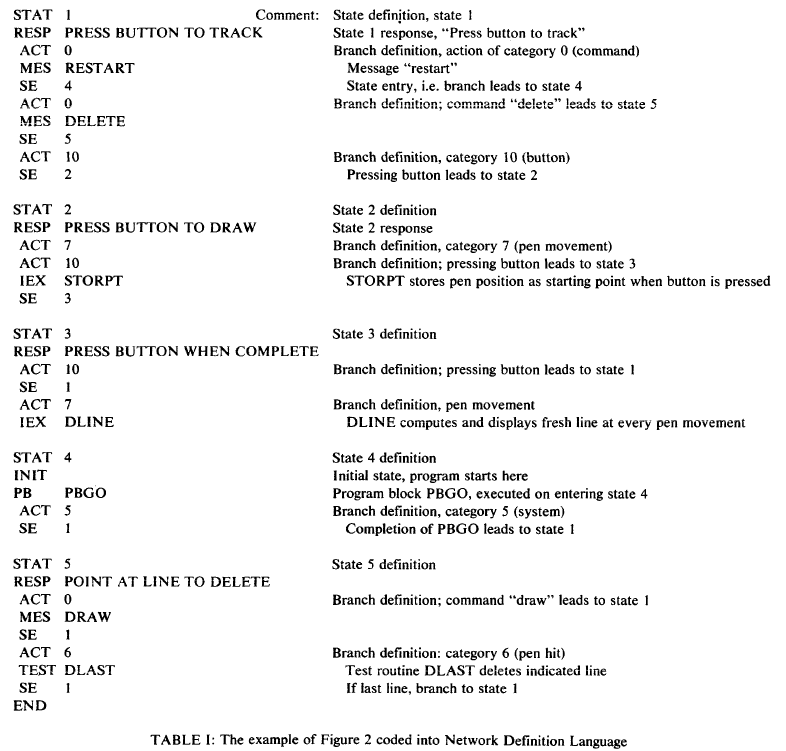 STAT 1 Comment: State definition, state 1
RESP PRESS BUTTON TO TRACK State 1 response, “Press button to track”
ACT 0 Branch definition, action of category 0 (command)
MES RESTART Message “restart”
SE 4 State entry, i.e. branch leads to state 4
ACT 0 Branch definition; command “delete” leads to state 5
MES DELETE
SE 5
ACT 10 Branch definition, category 10 (button)
SE 2 Pressing button leads to state 2
STAT 2 State 2 definition
RESP PRESS BUTTON TO DRAW State 2 response
ACT 7 Branch definition, category 7 (pen movement)
ACT 10 Branch definition; pressing button leads to state 3
IEX STORPT STORPT stores pen position as starting point when button is pressed
SE 3
STAT 3 State 3 definition
RESP PRESS BUTTON WHEN COMPLETE
ACT 10 Branch definition; pressing button leads to state 1
SE 1
ACT 7 Branch definition, pen movement
IEX DLINE DLINE computes and displays fresh line at every pen movement
STAT 4 State 4 definition
INIT Initial state, program starts here
PB PBGO Program block PBGO, executed on entering state 4
ACT 5 Branch definition, category 5 (system)
SE 1 Completion of PBGO leads to state 1
STAT 5 State 5 definition
RESP POINT AT LINE TO DELETE
ACT 0 Branch definition; command “draw” leads to state 1
MES DRAW
SE 1
ACT 6 Branch definition: category 6 (pen hit)
TEST DLAST Test routine DLAST deletes indicated line
SE 1 If last line, branch to state 1
END
TABLE I: The example of Figure 2 coded into Network Definition Language